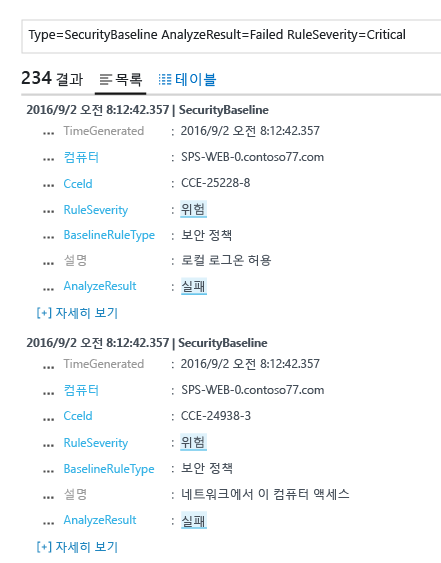 Type=SecurityBaseline AnalyzeResult=Failed RuleSeverity=Critical
234 결과 목록 테이블
2016/9/2 오전 8:12:42.357 | SecurityBaseline
... TimeGenerated : 2016/9/2 오전 8:12:42.357
... 컴퓨터 : SPS-WEB-0.contoso77.com
... CceId : CCE-25228-8
... RuleSeverity : 위험
... BaselineRuleType : 보안 정책
... 설명 : 로컬 로그온 허용
... AnalyzeResult : 실패
[+] 자세히 보기
2016/9/2 오전 8:12:42.357 | SecurityBaseline
... TimeGenerated : 2016/9/2 오전 8:12:42.357
... 컴퓨터 : SPS-WEB-0.contoso77.com
... CceId : CCE-24938-3
... RuleSeverity : 위험
... BaselineRuleType : 보안 정책
... 설명 : 네트워크에서 이 컴퓨터 액세스
... AnalyzeResult : 실패
[+] 자세히 보기